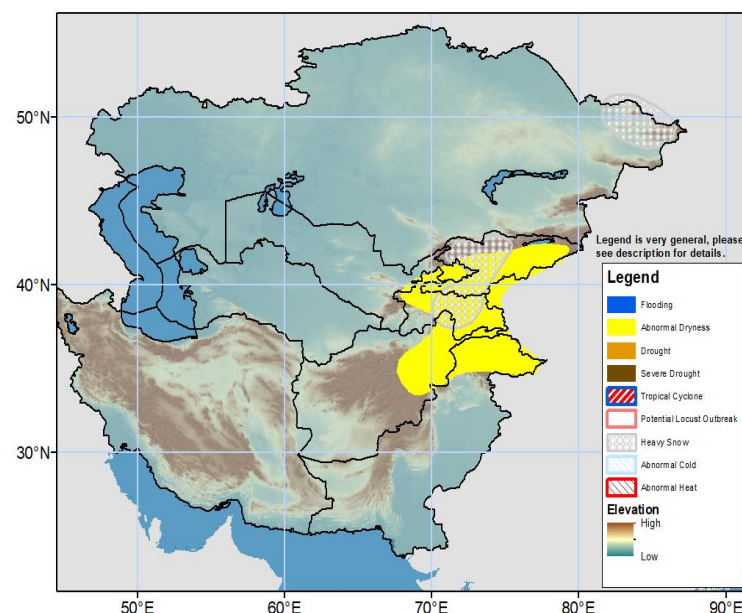 50°N
40°N
30°N
Legend is very general, please
see description for details.
Legend
Flooding
Abnormal Dryness
Drought
Severe Drought
Tropical Cyclone
Potential Locust Outbreak
Heavy Snow
Abnormal Cold
Abnormal Heat
Elevation
High
Low
50°E
60°E
70°E
80°E
90°E